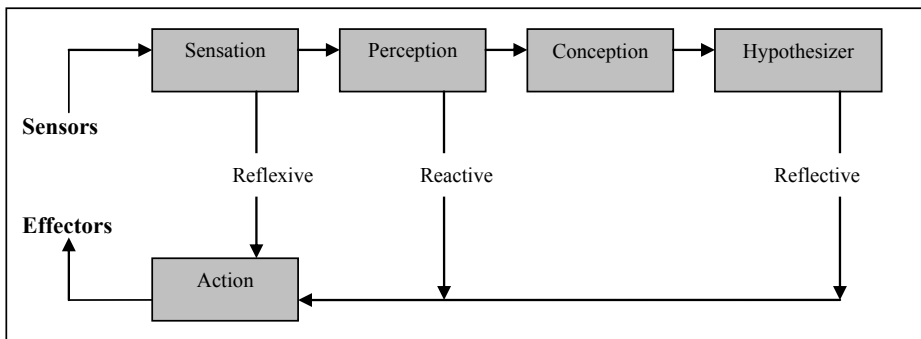 Sensation
Perception
Conception
Hypothesizer
Sensors
Reflexive
Reactive
Reflective
Effectors
Action